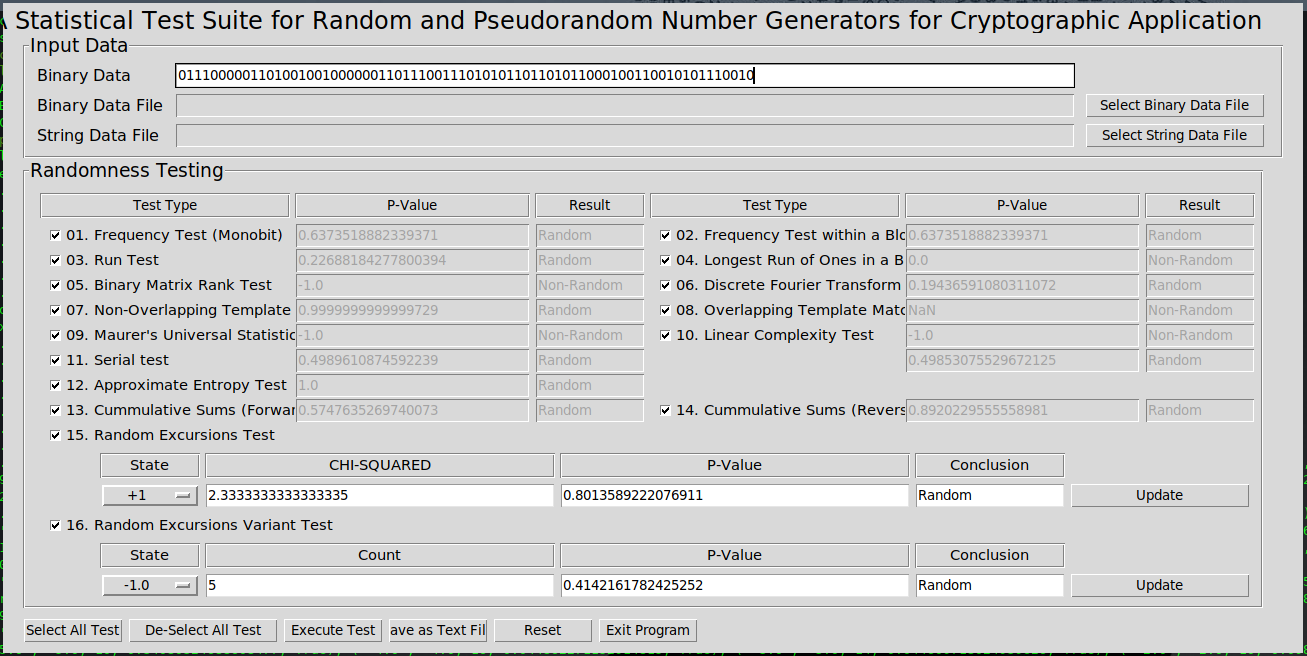 Statistical Test Suite for Random and Pseudorandom Number Generators for Cryptographic Application
Input Data
Binary Data 011100000110100100100000011011100111010101101101011000100110010101110010
Binary Data File Select Binary Data File
String Data File Select String Data File
Randomness Testing
Test Type P-Value Result Test Type P-Value Result
01. Frequency Test (Monobit) 0.6373518882339371 Random 02. Frequency Test within a Blo 0.6373518882339371 Random
03. Run Test 0.22688184277800394 Random 04. Longest Run of Ones in a B 0.0 Non-Random
05. Binary Matrix Rank Test -1.0 Non-Random 06. Discrete Fourier Transform 0.19436591080311072 Random
07. Non-Overlapping Template 0.9999999999999729 Random 08. Overlapping Template Matc NaN Non-Random
09. Maurer's Universal Statistic -1.0 Non-Random 10. Linear Complexity Test -1.0 Non-Random
11. Serial test 0.4989610874592239 Random 0.49853075529672125 Random
12. Approximate Entropy Test 1.0 Random
13. Cummulative Sums (Forwar 0.5747635269740073 Random 14. Cummulative Sums (Revers 0.8920229555558981 Random
15. Random Excursions Test
State CHI-SQUARED P-Value Conclusion
+1 2.3333333333333335 0.8013589222076911 Random Update
16. Random Excursions Variant Test
State Count P-Value Conclusion
-1.0 5 0.4142161782425252 Random Update
Select All Test De-Select All Test Execute Test ave as Text Fil Reset Exit Program